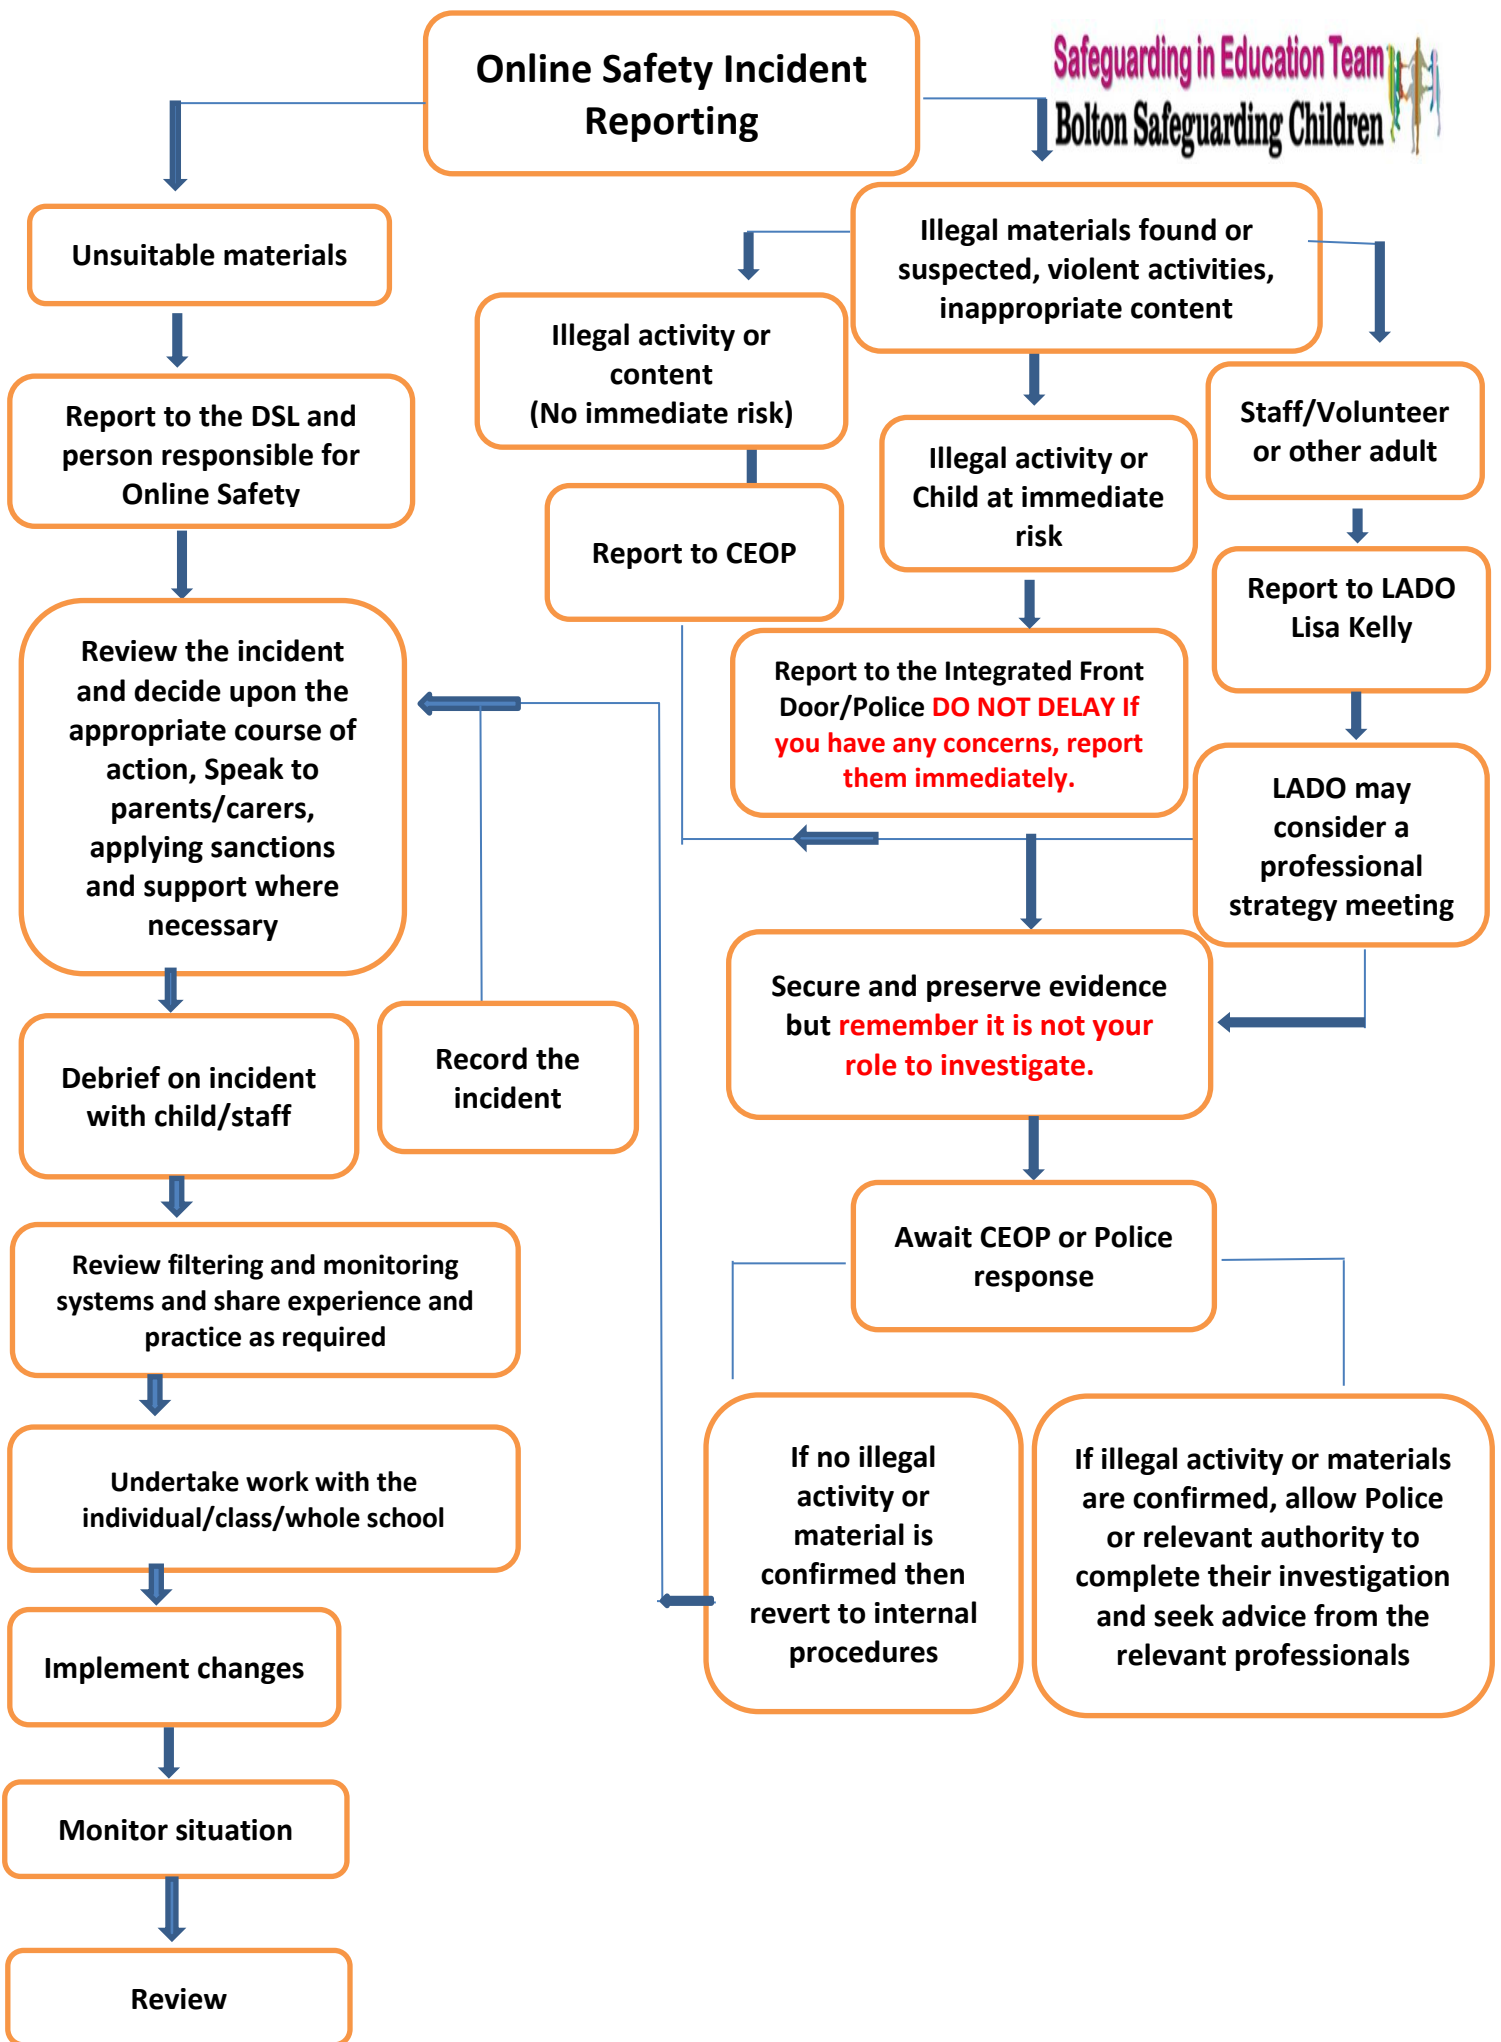 Online Safety Incident
Reporting
Safeguarding in Education Team
Bolton Safeguarding Children
Unsuitable materials
Report to the DSL and
person responsible for
Online Safety
Review the incident
and decide upon the
appropriate course of
action, Speak to
parents/carers,
applying sanctions
and support where
necessary
Debrief on incident
with child/staff
Record the
incident
Review filtering and monitoring
systems and share experience and
practice as required
Undertake work with the
individual/class/whole school
Implement changes
Monitor situation
Review
Illegal materials found or
suspected, violent activities,
inappropriate content
Illegal activity or
content
(No immediate risk)
Report to CEOP
Illegal activity or
Child at immediate
risk
Report to the Integrated Front
Door/Police DO NOT DELAY If
you have any concerns, report
them immediately.
Staff/Volunteer
or other adult
Report to LADO
Lisa Kelly
LADO may
consider a
professional
strategy meeting
Secure and preserve evidence
but remember it is not your
role to investigate.
Await CEOP or Police
response
If no illegal
activity or
material is
confirmed then
revert to internal
procedures
If illegal activity or materials
are confirmed, allow Police
or relevant authority to
complete their investigation
and seek advice from the
relevant professionals